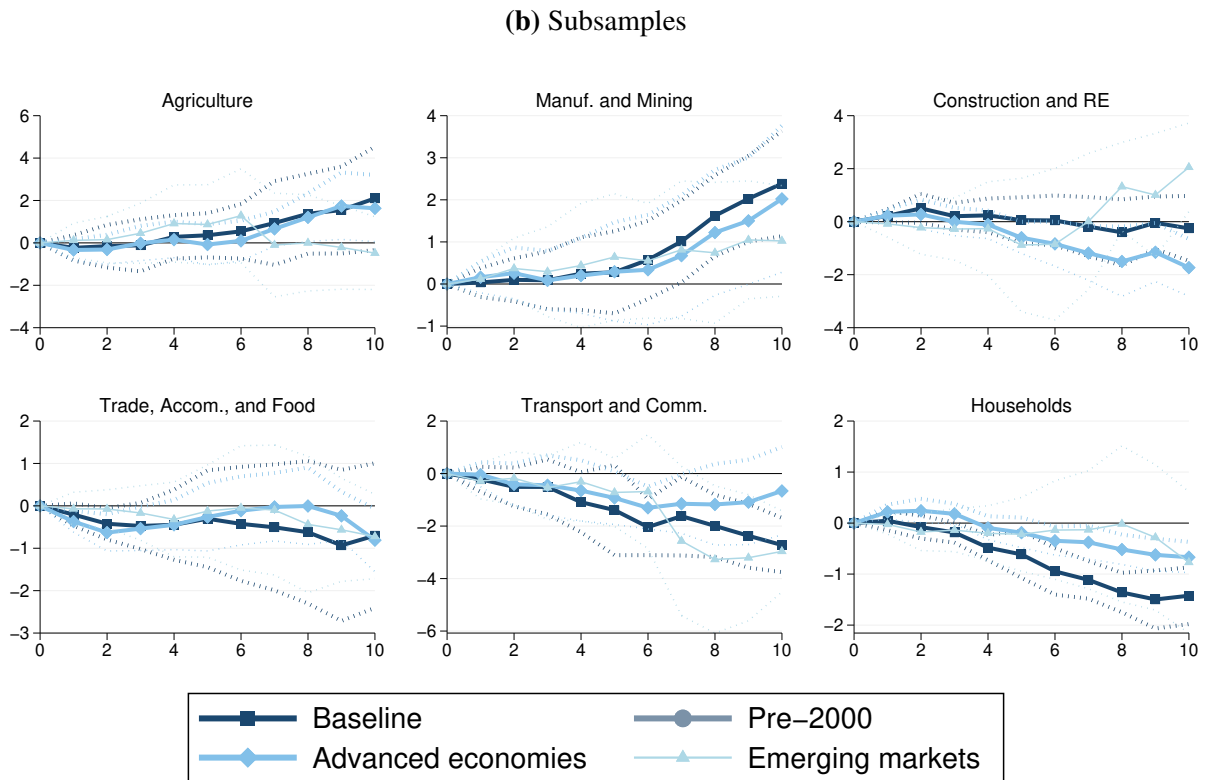 (b) Subsamples
Agriculture
Manuf. and Mining
Construction and RE
6
4
2
0
−2
−4
0 2 4 6 8 10
4
3
2
1
0
−1
0 2 4 6 8 10
4
2
0
−2
−4
0 2 4 6 8 10
Trade, Accom., and Food
Transport and Comm.
Households
2
1
0
−1
−2
−3
0 2 4 6 8 10
2
0
−2
−4
−6
0 2 4 6 8 10
2
1
0
−1
−2
0 2 4 6 8 10
Baseline
Pre−2000
Advanced economies
Emerging markets